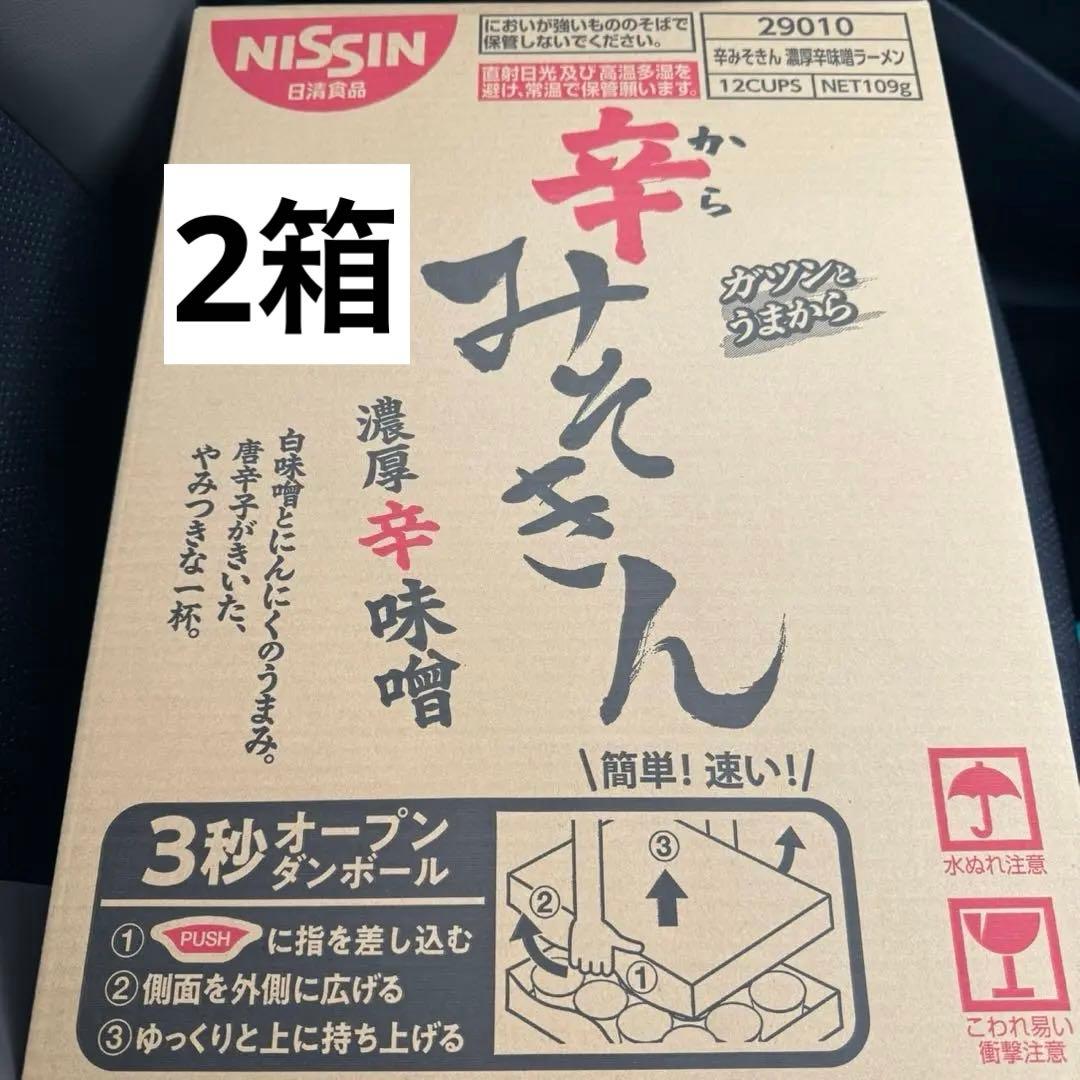 NISSIN
日清食品
においが強いもののそばで
保管しないでください。
直射日光及び高温多湿を
避け、常温で保管願います。
29010
辛みそきん 濃厚辛味噌ラーメン
12CUPS NET109g
2箱
辛
から
みそきん
ガツンと
うまから
濃厚辛味噌
白味噌とにんにくのうまみ。
唐辛子がきいた、
やみつきな一杯。
\簡単! 速い!/
3秒オープン
ダンボール
①PUSHに指を差し込む
②側面を外側に広げる
③ゆっくりと上に持ち上げる
③
②
①
水ぬれ注意
こわれ易い
衝撃注意